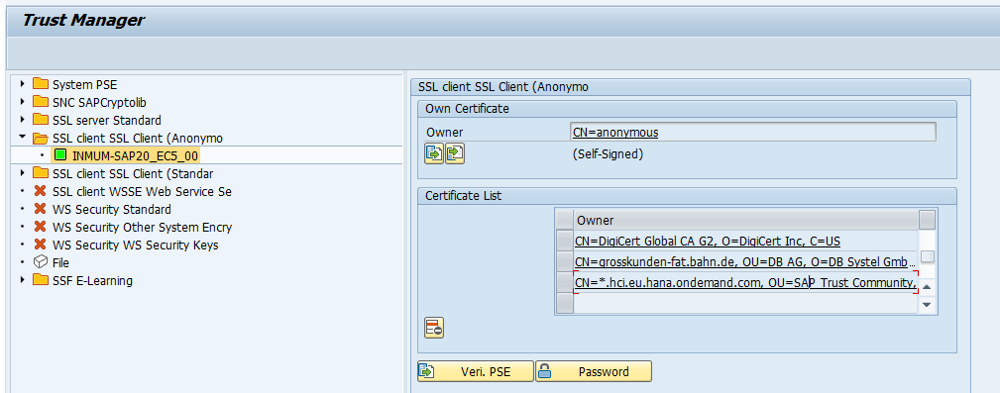 Trust Manager
System PSE
SNC SAPCryptolib
SSL server Standard
SSL client SSL Client (Anonymo
INMUM-SAP20_EC5_00
SSL client SSL Client (Standar
SSL client WSSE Web Service Se
WS Security Standard
WS Security Other System Encry
WS Security WS Security Keys
File
SSF E-Learning
SSL client SSL Client (Anonymo
Own Certificate
Owner CN=anonymous
(Self-Signed)
Certificate List
Owner
CN=DigiCert Global CA G2, O=DigiCert Inc, C=US
CN=grosskunden-fat.bahn.de, OU=DB AG, O=DB Systel Gmb...
CN=*.hci.eu.hana.ondemand.com, OU=SAP Trust Community,
Veri. PSE Password